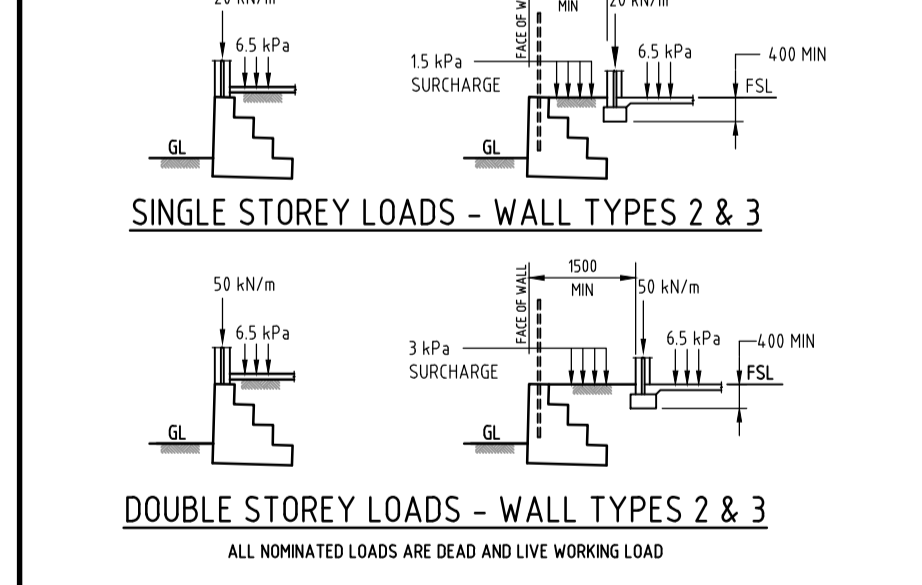 6.5 kPa
GL
FACE OF W
MIN
1.5 kPa
SURCHARGE
6.5 kPa
400 MIN
FSL
GL
SINGLE STOREY LOADS - WALL TYPES 2 & 3
50 kN/m
6.5 kPa
GL
FACE OF WALL
1500
MIN
50 kN/m
3 kPa
SURCHARGE
6.5 kPa
400 MIN
FSL
GL
DOUBLE STOREY LOADS - WALL TYPES 2 & 3
ALL NOMINATED LOADS ARE DEAD AND LIVE WORKING LOAD